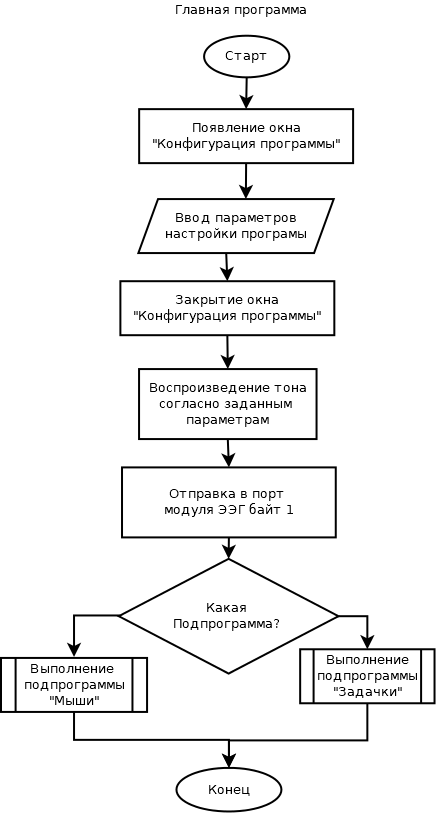 Главная программа
Старт
Появление окна
"Конфигурация программы"
Ввод параметров
настройки програмы
Закрытие окна
"Конфигурация программы"
Воспроизведение тона
согласно заданным
параметрам
Отправка в порт
модуля ЭЭГ байт 1
Какая
Подпрограмма?
Выполнение
подпрограммы
"Мыши"
Выполнение
подпрограммы
"Задачки"
Конец